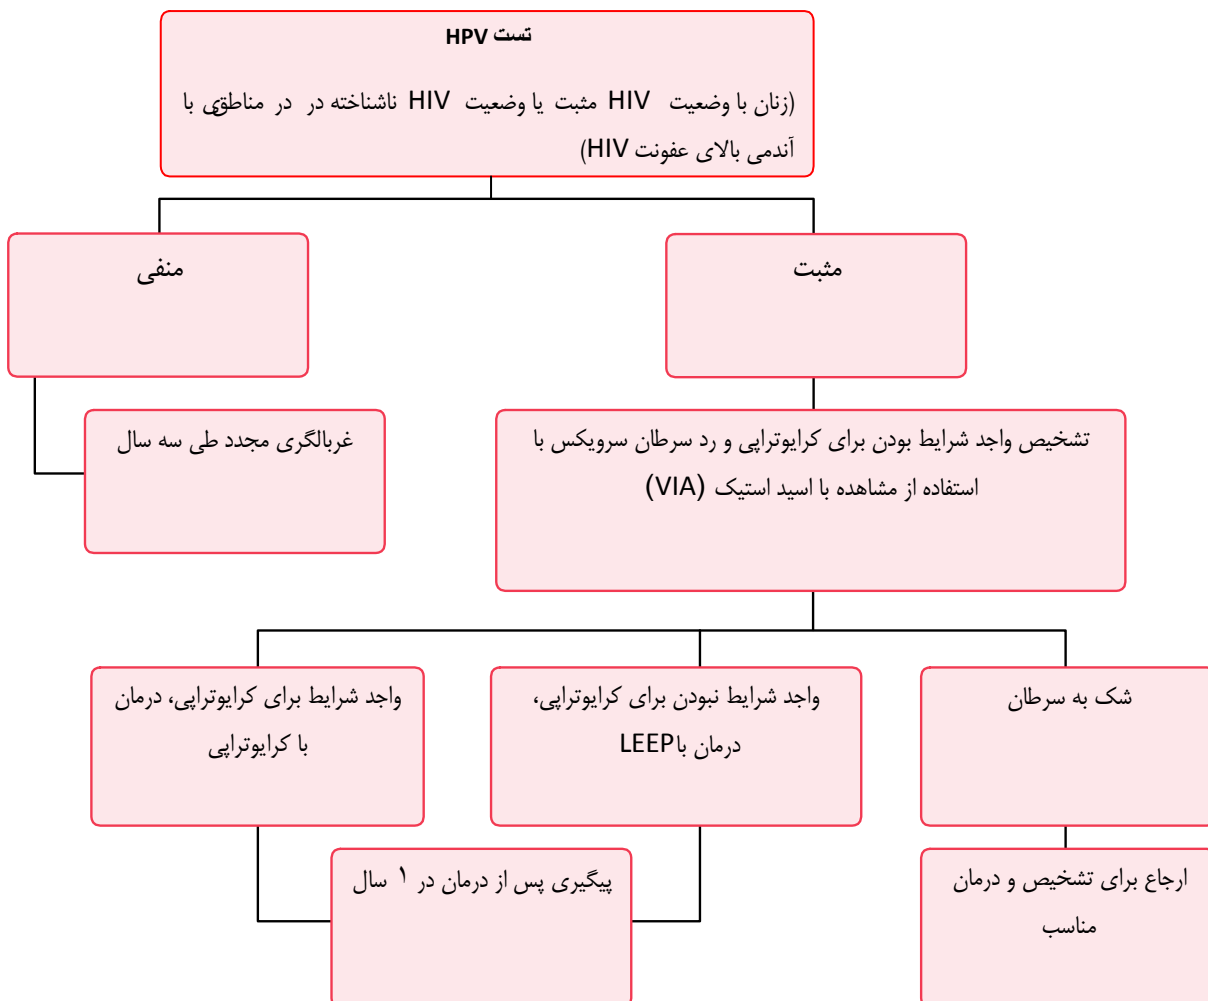 تست HPV
(زنان با وضعیت HIV مثبت یا وضعیت HIV ناشناخته در در مناطقی با
آندمی بالای عفونت HIV)
مثبت
منفی
تشخیص واجد شرایط بودن برای کرایوتراپی و رد سرطان سرویکس با
استفاده از مشاهده با اسید استیک (VIA)
غربالگری مجدد طی سه سال
شک به سرطان
واجد شرایط نبودن برای کرایوتراپی،
درمان باLEEP
واجد شرایط برای کرایوتراپی، درمان
با کرایوتراپی
ارجاع برای تشخیص و درمان
مناسب
پیگیری پس از درمان در ۱ سال